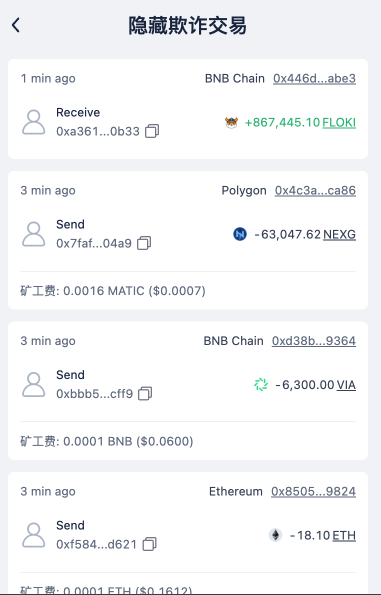 隐藏欺诈交易
1 min ago BNB Chain 0x446d...abe3
Receive
0xa361...0b33 +867,445.10 FLOKI
3 min ago Polygon 0x4c3a...ca86
Send
0x7faf...04a9 -63,047.62 NEXG
矿工费: 0.0016 MATIC ($0.0007)
3 min ago BNB Chain 0xd38b...9364
Send
0xbbb5...cff9 -6,300.00 VIA
矿工费: 0.0001 BNB ($0.0600)
3 min ago Ethereum 0x8505...9824
Send
0xf584...d621 -18.10 ETH
矿工费: 0.0001 ETH ($0.1612)